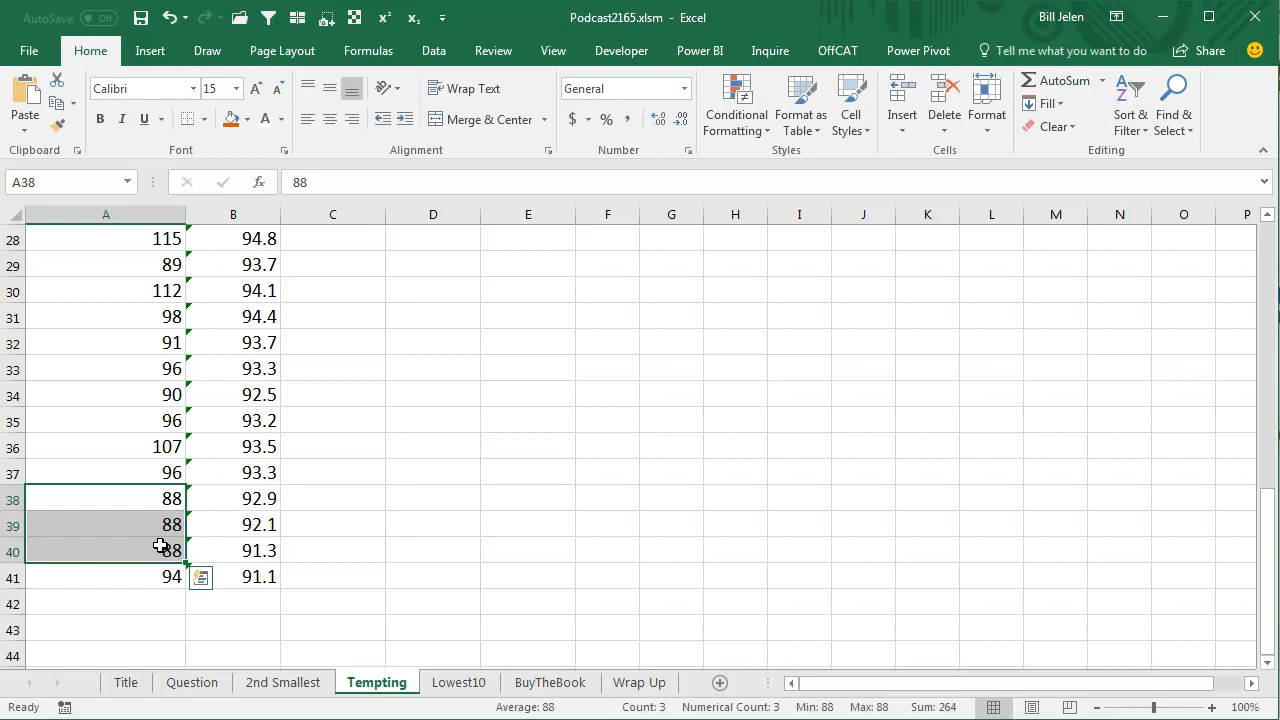 AutoSave Off Podcast2165.xlsm - Excel Bill Jelen
File Home Insert Draw Page Layout Formulas Data Review View Developer Power BI Inquire OffCAT Power Pivot Tell me what you want to do Share
Paste Calibri 15 A A Wrap Text General Conditional Formatting Format as Table Cell Styles Insert Delete Format AutoSum Fill Clear Sort & Filter Find & Select
B I U A Merge & Center $ % ,
Clipboard Font Alignment Number Styles Cells Editing
A38 fx 88
A B C D E F G H I J K L M N O P
28 115 94.8
29 89 93.7
30 112 94.1
31 98 94.4
32 91 93.7
33 96 93.3
34 90 92.5
35 96 93.2
36 107 93.5
37 96 93.3
38 88 92.9
39 88 92.1
40 88 91.3
41 94 91.1
42
43
44
Title Question 2nd Smallest Tempting Lowest10 BuyTheBook Wrap Up
Ready Average: 88 Count: 3 Numerical Count: 3 Min: 88 Max: 88 Sum: 264 100%